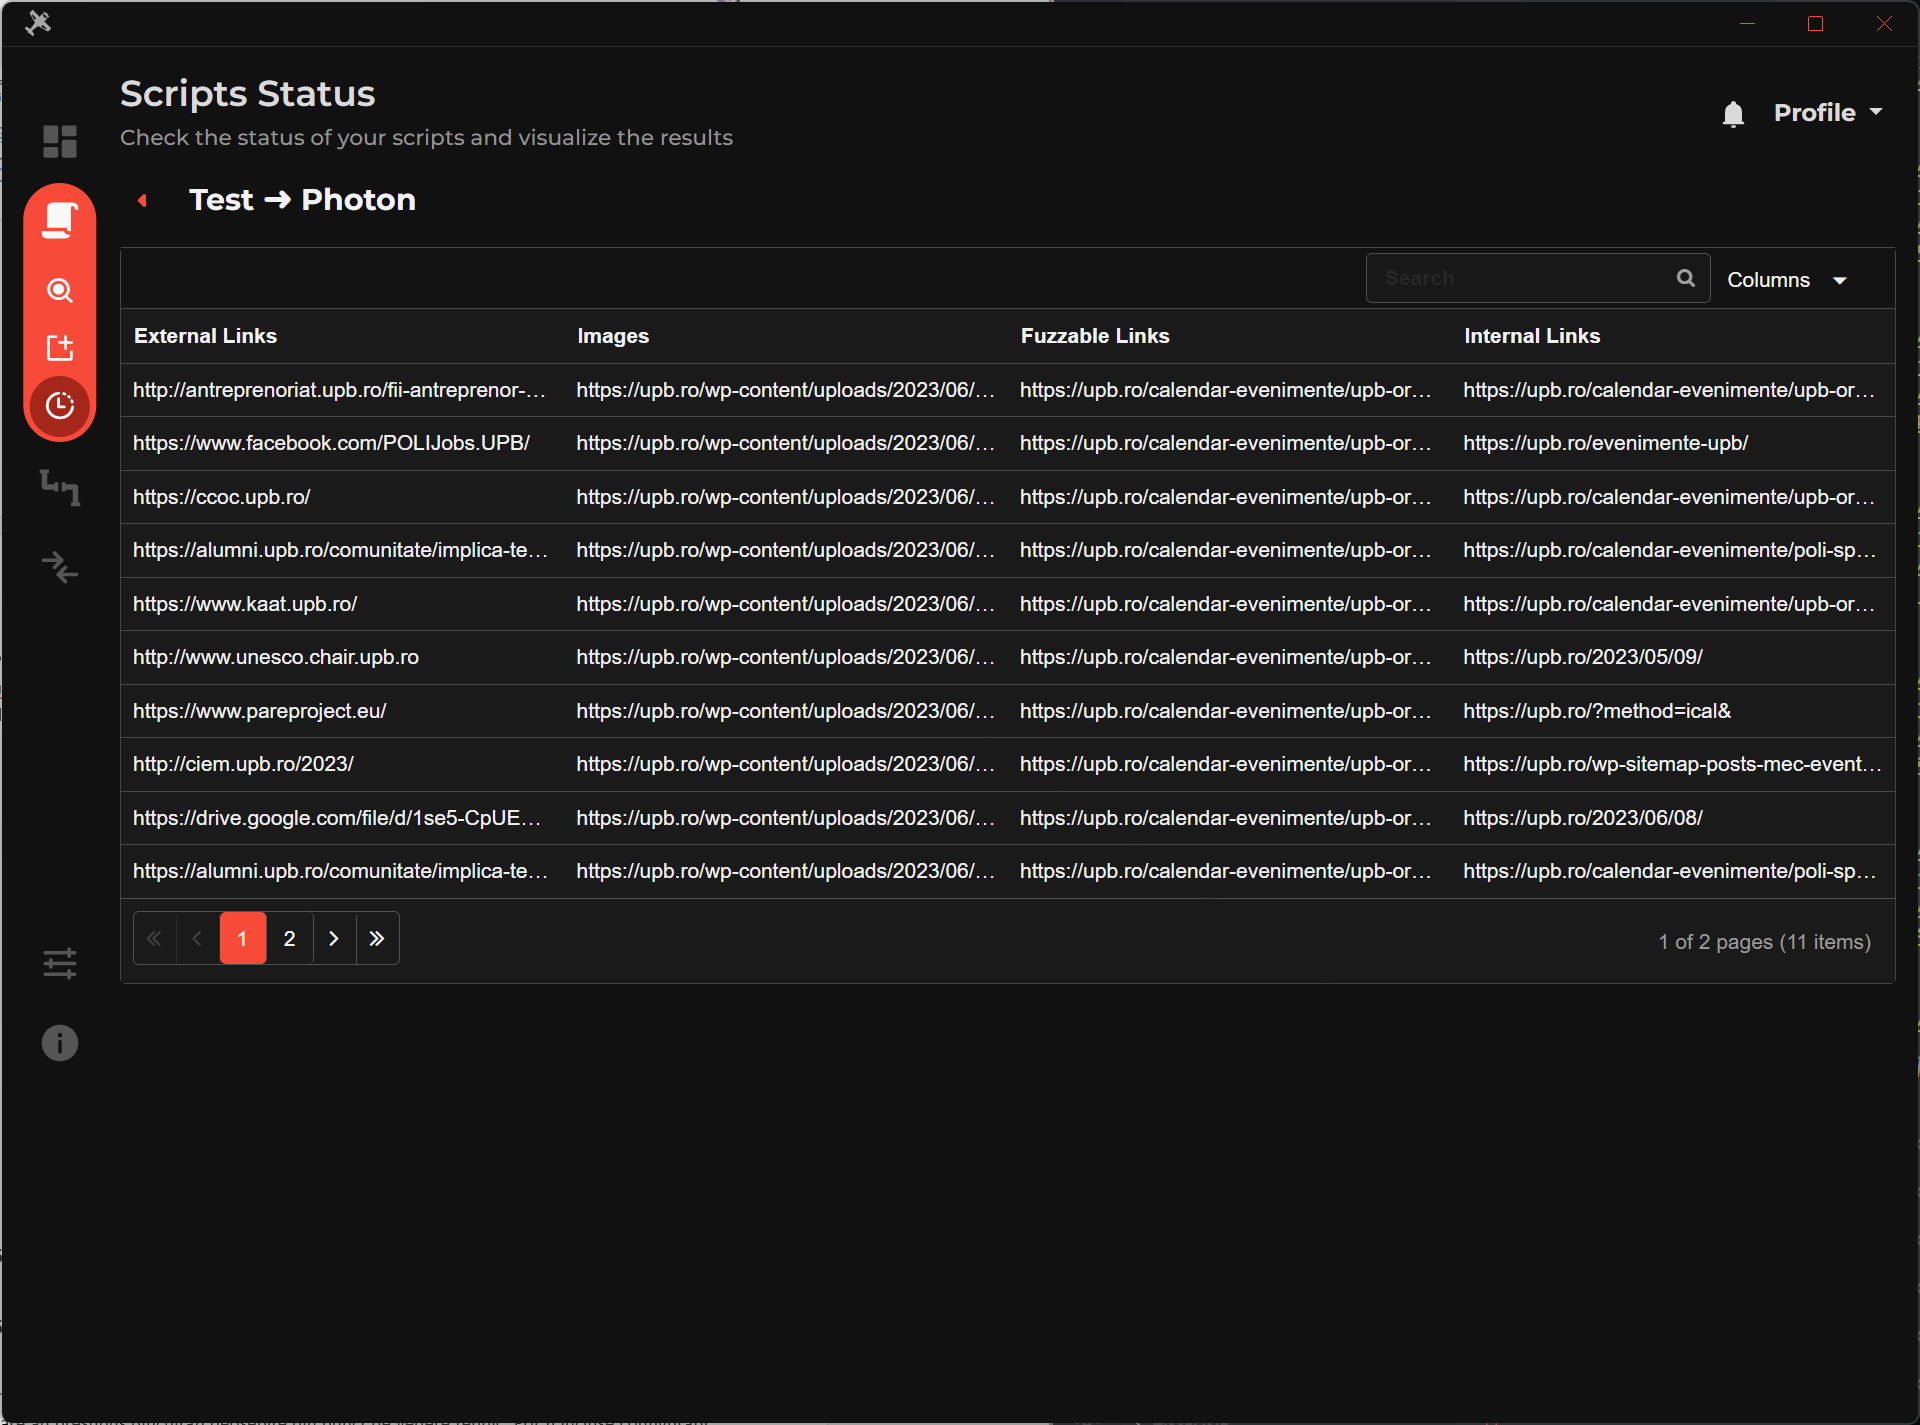 Scripts Status
Check the status of your scripts and visualize the results
Profile
Test ➜ Photon
Search
Columns
External Links Images Fuzzable Links Internal Links
http://antreprenoriat.upb.ro/fii-antreprenor-... https://upb.ro/wp-content/uploads/2023/06/... https://upb.ro/calendar-evenimente/upb-or... https://upb.ro/calendar-evenimente/upb-or...
https://www.facebook.com/POLIJobs.UPB/ https://upb.ro/wp-content/uploads/2023/06/... https://upb.ro/calendar-evenimente/upb-or... https://upb.ro/evenimente-upb/
https://ccoc.upb.ro/ https://upb.ro/wp-content/uploads/2023/06/... https://upb.ro/calendar-evenimente/upb-or... https://upb.ro/calendar-evenimente/upb-or...
https://alumni.upb.ro/comunitate/implica-te... https://upb.ro/wp-content/uploads/2023/06/... https://upb.ro/calendar-evenimente/upb-or... https://upb.ro/calendar-evenimente/poli-sp...
https://www.kaat.upb.ro/ https://upb.ro/wp-content/uploads/2023/06/... https://upb.ro/calendar-evenimente/upb-or... https://upb.ro/calendar-evenimente/upb-or...
http://www.unesco.chair.upb.ro https://upb.ro/wp-content/uploads/2023/06/... https://upb.ro/calendar-evenimente/upb-or... https://upb.ro/2023/05/09/
https://www.pareproject.eu/ https://upb.ro/wp-content/uploads/2023/06/... https://upb.ro/calendar-evenimente/upb-or... https://upb.ro/?method=ical&
http://ciem.upb.ro/2023/ https://upb.ro/wp-content/uploads/2023/06/... https://upb.ro/calendar-evenimente/upb-or... https://upb.ro/wp-sitemap-posts-mec-event...
https://drive.google.com/file/d/1se5-CpUE... https://upb.ro/wp-content/uploads/2023/06/... https://upb.ro/calendar-evenimente/upb-or... https://upb.ro/2023/06/08/
https://alumni.upb.ro/comunitate/implica-te... https://upb.ro/wp-content/uploads/2023/06/... https://upb.ro/calendar-evenimente/upb-or... https://upb.ro/calendar-evenimente/poli-sp...
1 2
1 of 2 pages (11 items)